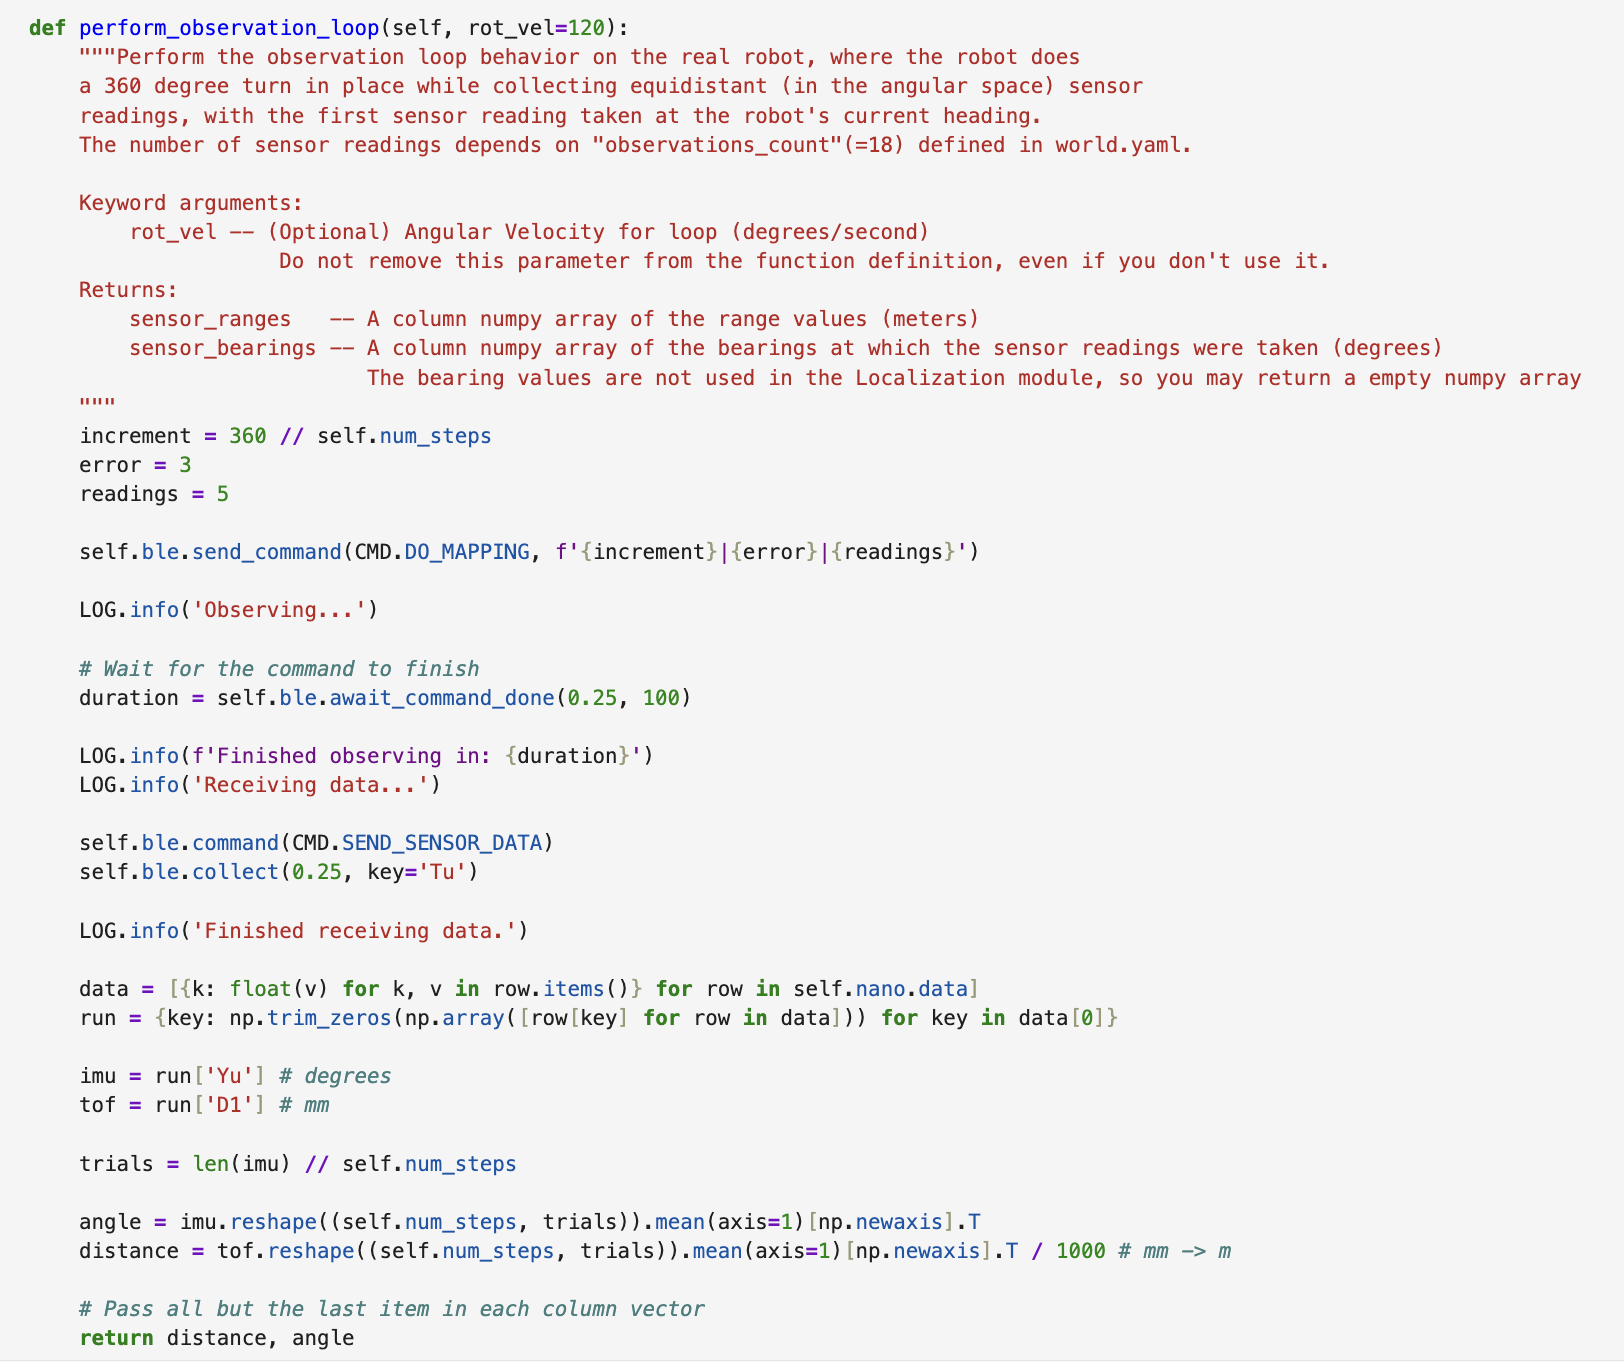 def perform_observation_loop(self, rot_vel=120):
    """Perform the observation loop behavior on the real robot, where the robot does
    a 360 degree turn in place while collecting equidistant (in the angular space) sensor
    readings, with the first sensor reading taken at the robot's current heading.
    The number of sensor readings depends on "observations_count"(=18) defined in world.yaml.

    Keyword arguments:
        rot_vel -- (Optional) Angular Velocity for loop (degrees/second)
                    Do not remove this parameter from the function definition, even if you don't use it.
    Returns:
        sensor_ranges   -- A column numpy array of the range values (meters)
        sensor_bearings -- A column numpy array of the bearings at which the sensor readings were taken (degrees)
                           The bearing values are not used in the Localization module, so you may return a empty numpy array
    """
    increment = 360 // self.num_steps
    error = 3
    readings = 5

    self.ble.send_command(CMD.DO_MAPPING, f'{increment}|{error}|{readings}')

    LOG.info('Observing...')

    # Wait for the command to finish
    duration = self.ble.await_command_done(0.25, 100)

    LOG.info(f'Finished observing in: {duration}')
    LOG.info('Receiving data...')

    self.ble.command(CMD.SEND_SENSOR_DATA)
    self.ble.collect(0.25, key='Tu')

    LOG.info('Finished receiving data.')

    data = [{k: float(v) for k, v in row.items()} for row in self.nano.data]
    run = {key: np.trim_zeros(np.array([row[key] for row in data])) for key in data[0]}

    imu = run['Yu'] # degrees
    tof = run['D1'] # mm

    trials = len(imu) // self.num_steps

    angle = imu.reshape((self.num_steps, trials)).mean(axis=1)[np.newaxis].T
    distance = tof.reshape((self.num_steps, trials)).mean(axis=1)[np.newaxis].T / 1000 # mm -> m

    # Pass all but the last item in each column vector
    return distance, angle